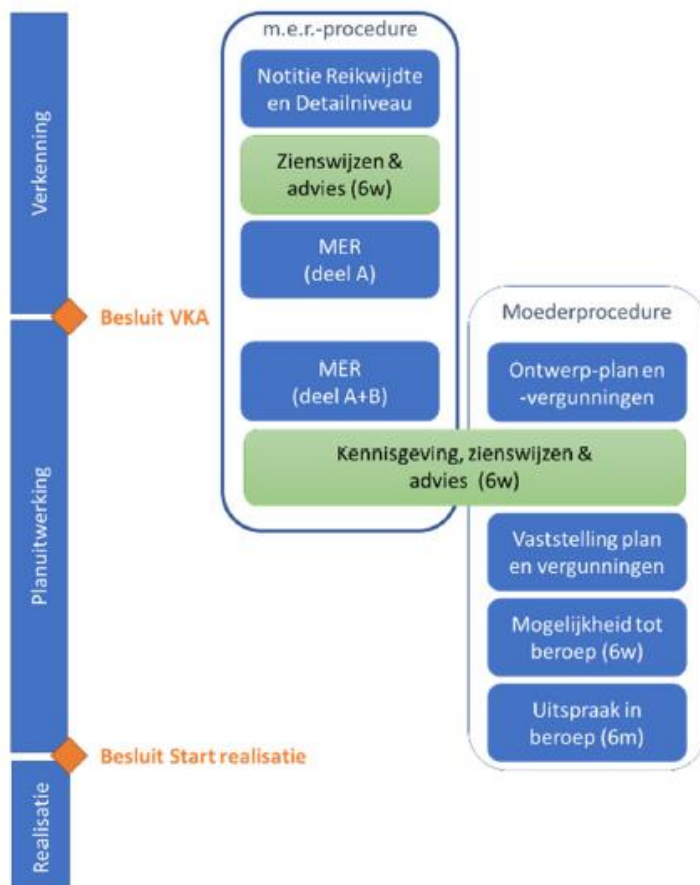 m.e.r.-procedure
Notitie Reikwijdte
en Detailniveau
Zienswijzen &
advies (6w)
MER
(deel A)
Verkenning
Besluit VKA
Moederprocedure
MER
(deel A+B)
Ontwerp-plan en
-vergunningen
Kennisgeving, zienswijzen &
advies (6w)
Planuitwerking
Vaststelling plan
en vergunningen
Mogelijkheid tot
beroep (6w)
Uitspraak in
beroep (6m)
Besluit Start realisatie
Realisatie